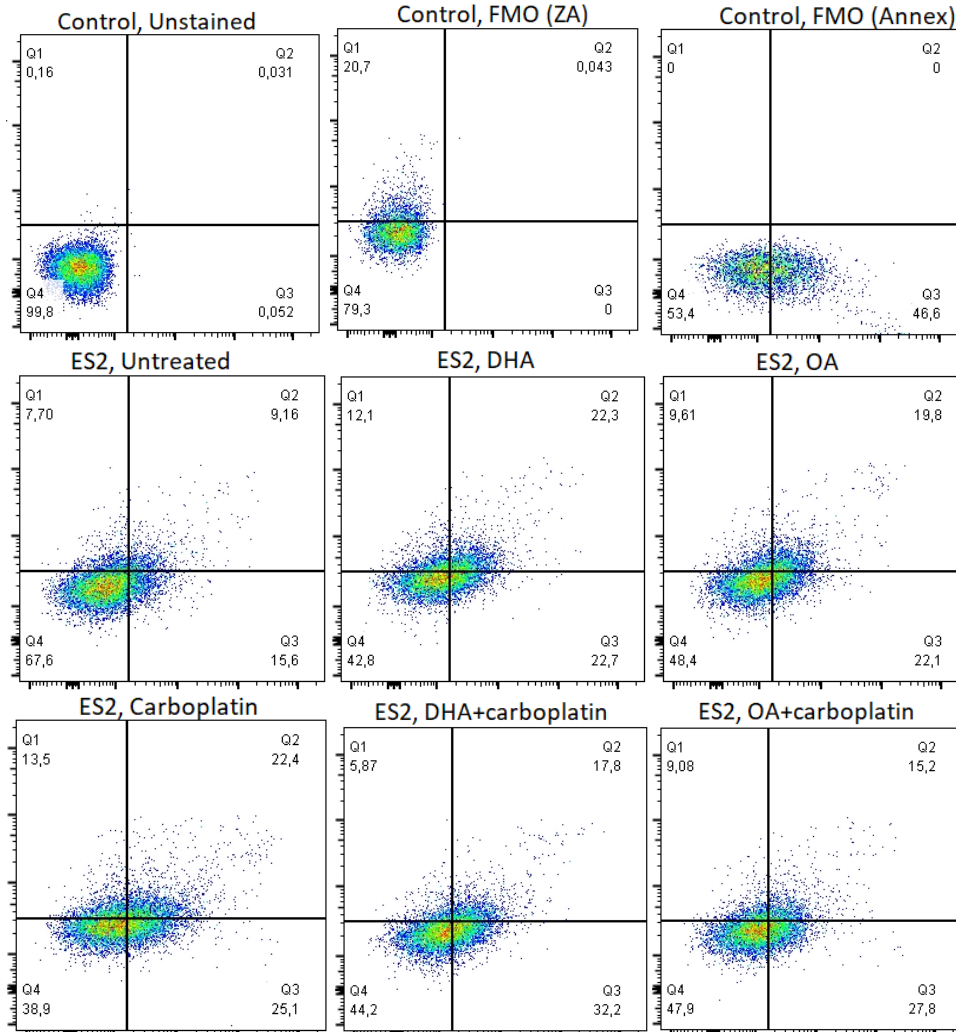 Control, Unstained
Q1
0,16
Q2
0,031
Q4
99,8
Q3
0,052
Control, FMO (ZA)
Q1
20,7
Q2
0,043
Q4
79,3
Q3
0
Control, FMO (Annex)
Q1
0
Q2
0
Q4
53,4
Q3
46,6
ES2, Untreated
Q1
7,70
Q2
9,16
Q4
67,6
Q3
15,6
ES2, DHA
Q1
12,1
Q2
22,3
Q4
42,8
Q3
22,7
ES2, OA
Q1
9,61
Q2
19,8
Q4
48,4
Q3
22,1
ES2, Carboplatin
Q1
13,5
Q2
22,4
Q4
38,9
Q3
25,1
ES2, DHA+carboplatin
Q1
5,87
Q2
17,8
Q4
44,2
Q3
32,2
ES2, OA+carboplatin
Q1
9,08
Q2
15,2
Q4
47,9
Q3
27,8